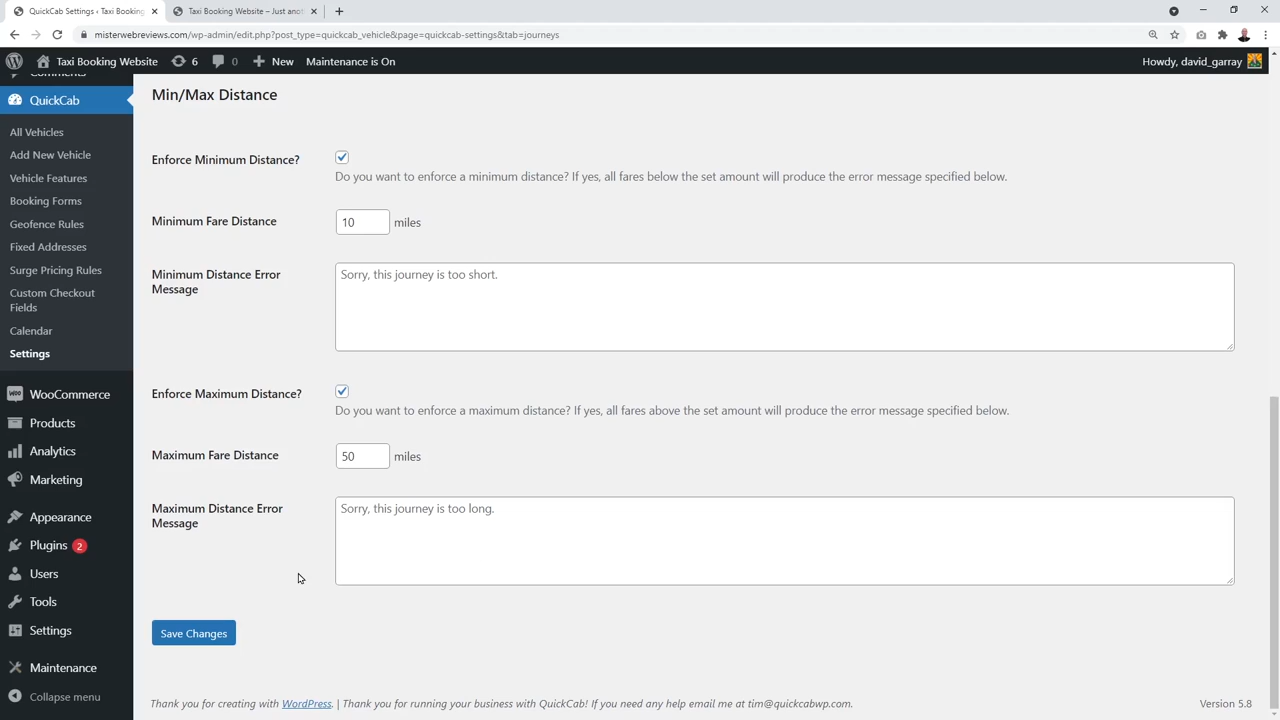 QuickCab Settings ‹ Taxi Booking
Taxi Booking Website – Just anot
misterwebreviews.com/wp-admin/edit.php?post_type=quickcab_vehicle&page=quickcab-settings&tab=journeys
Taxi Booking Website 6 0 New Maintenance is On Howdy, david_garray
Comments
QuickCab
All Vehicles
Add New Vehicle
Vehicle Features
Booking Forms
Geofence Rules
Fixed Addresses
Surge Pricing Rules
Custom Checkout
Fields
Calendar
Settings
WooCommerce
Products
Analytics
Marketing
Appearance
Plugins 2
Users
Tools
Settings
Maintenance
Collapse menu
Min/Max Distance
Enforce Minimum Distance?
Do you want to enforce a minimum distance? If yes, all fares below the set amount will produce the error message specified below.
Minimum Fare Distance 10 miles
Minimum Distance Error
Message
Sorry, this journey is too short.
Enforce Maximum Distance?
Do you want to enforce a maximum distance? If yes, all fares above the set amount will produce the error message specified below.
Maximum Fare Distance 50 miles
Maximum Distance Error
Message
Sorry, this journey is too long.
Save Changes
Thank you for creating with WordPress. | Thank you for running your business with QuickCab! If you need any help email me at tim@quickcabwp.com. Version 5.8